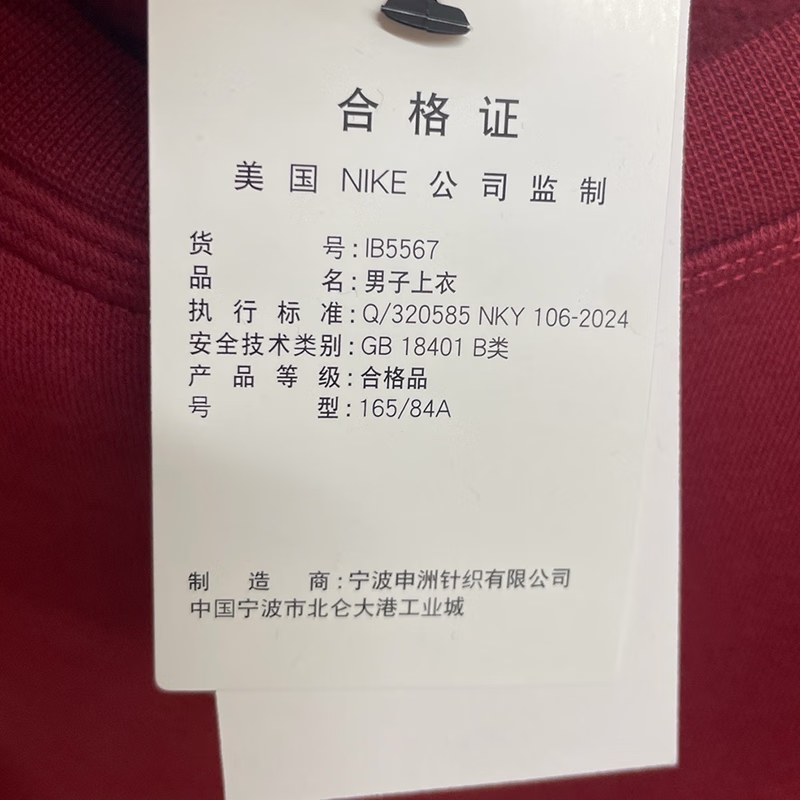 合格证
美国 NIKE 公司监制
货号:IB5567
品名:男子上衣
执行标准:Q/320585 NKY 106-2024
安全技术类别:GB 18401 B类
产品等级:合格品
号型:165/84A
制造商:宁波申洲针织有限公司
中国宁波市北仑大港工业城